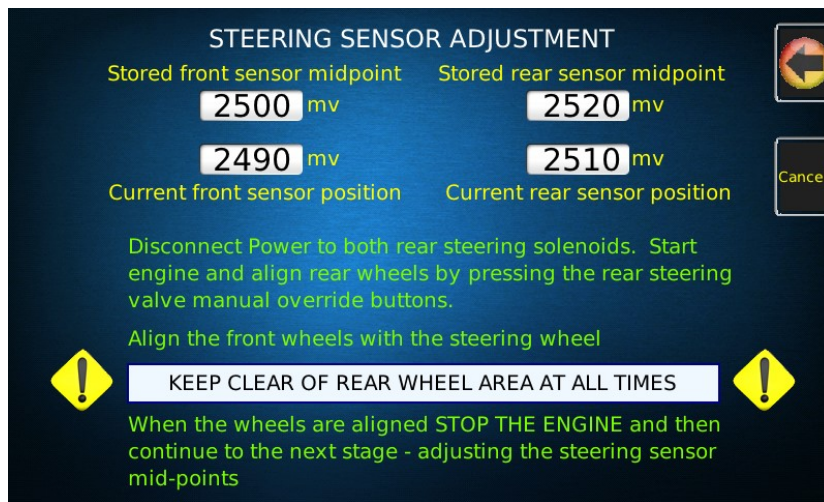 STEERING SENSOR ADJUSTMENT
Stored front sensor midpoint
Stored rear sensor midpoint
2500 mv
2520 mv
2490 mv
2510 mv
Current front sensor position
Current rear sensor position
Cance
Disconnect Power to both rear steering solenoids. Start
engine and align rear wheels by pressing the rear steering
valve manual override buttons.
Align the front wheels with the steering wheel
KEEP CLEAR OF REAR WHEEL AREA AT ALL TIMES
When the wheels are aligned STOP THE ENGINE and then
continue to the next stage - adjusting the steering sensor
mid-points